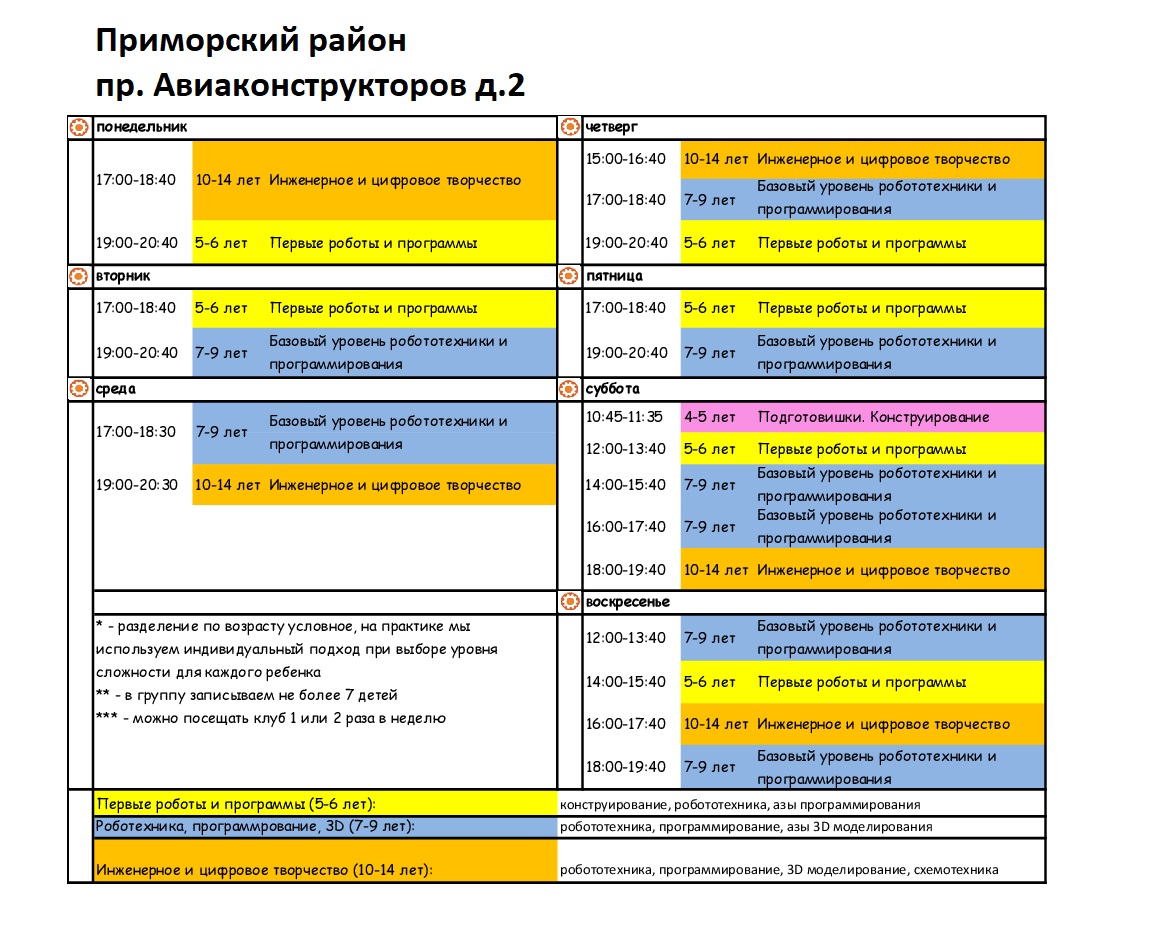 Приморский район
пр. Авиаконструкторов д.2
понедельник
17:00-18:40 10-14 лет Инженерное и цифровое творчество
19:00-20:40 5-6 лет Первые роботы и программы
вторник
17:00-18:40 5-6 лет Первые роботы и программы
19:00-20:40 7-9 лет Базовый уровень робототехники и
программирования
среда
17:00-18:30 7-9 лет Базовый уровень робототехники и
программирования
19:00-20:30 10-14 лет Инженерное и цифровое творчество
четверг
15:00-16:40 10-14 лет Инженерное и цифровое творчество
17:00-18:40 7-9 лет Базовый уровень робототехники и
программирования
19:00-20:40 5-6 лет Первые роботы и программы
пятница
17:00-18:40 5-6 лет Первые роботы и программы
19:00-20:40 7-9 лет Базовый уровень робототехники и
программирования
суббота
10:45-11:35 4-5 лет Подготовишки. Конструирование
12:00-13:40 5-6 лет Первые роботы и программы
14:00-15:40 7-9 лет Базовый уровень робототехники и
программирования
16:00-17:40 7-9 лет Базовый уровень робототехники и
программирования
18:00-19:40 10-14 лет Инженерное и цифровое творчество
воскресенье
12:00-13:40 7-9 лет Базовый уровень робототехники и
программирования
14:00-15:40 5-6 лет Первые роботы и программы
16:00-17:40 10-14 лет Инженерное и цифровое творчество
18:00-19:40 7-9 лет Базовый уровень робототехники и
программирования
* - разделение по возрасту условное, на практике мы
используем индивидуальный подход при выборе уровня
сложности для каждого ребенка
** - в группу записываем не более 7 детей
*** - можно посещать клуб 1 или 2 раза в неделю
Первые роботы и программы (5-6 лет): конструирование, робототехника, азы программирования
Роботехника, программрование, 3D (7-9 лет): робототехника, программирование, азы 3D моделирования
Инженерное и цифровое творчество (10-14 лет): робототехника, программирование, 3D моделирование, схемотехника